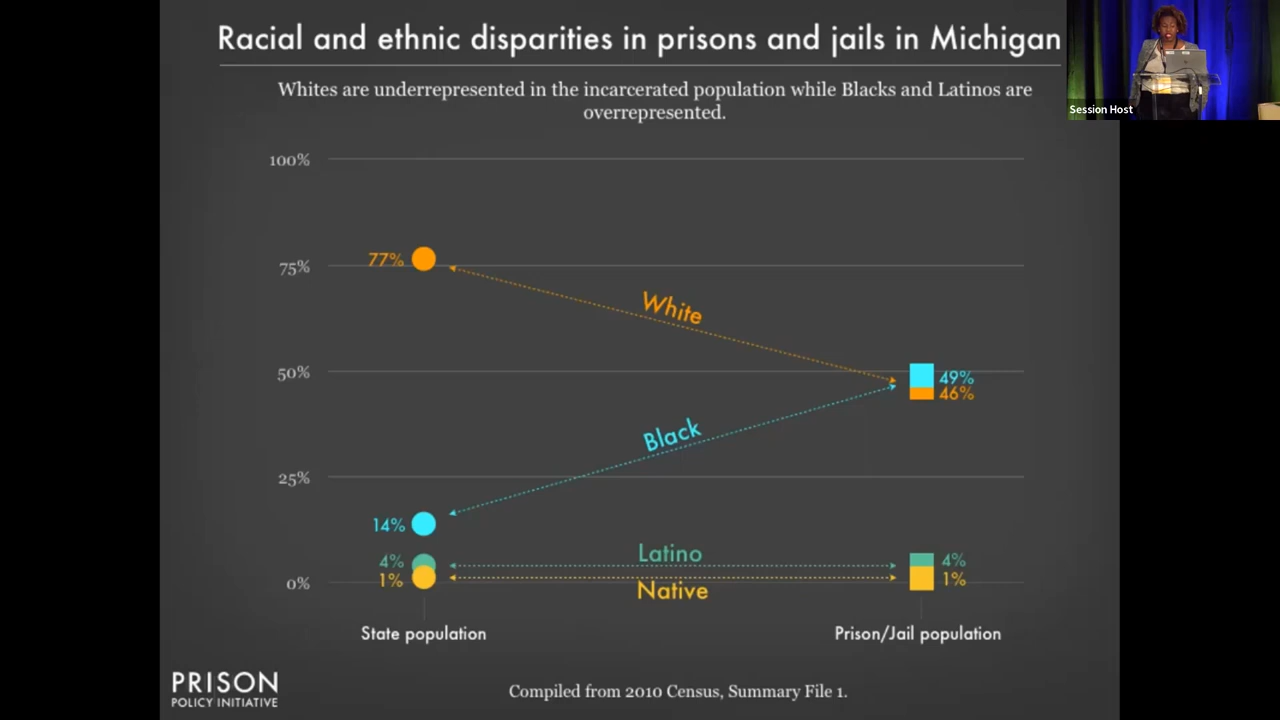 Racial and ethnic disparities in prisons and jails in Michigan
Session Host
Whites are underrepresented in the incarcerated population while Blacks and Latinos are
overrepresented.
100%
77%
75%
White
50%
49%
46%
Black
25%
14%
4%
Latino
4%
1%
1%
0%
Native
State population
Prison/Jail population
PRISON
POLICY INITIATIVE
Compiled from 2010 Census, Summary File 1.